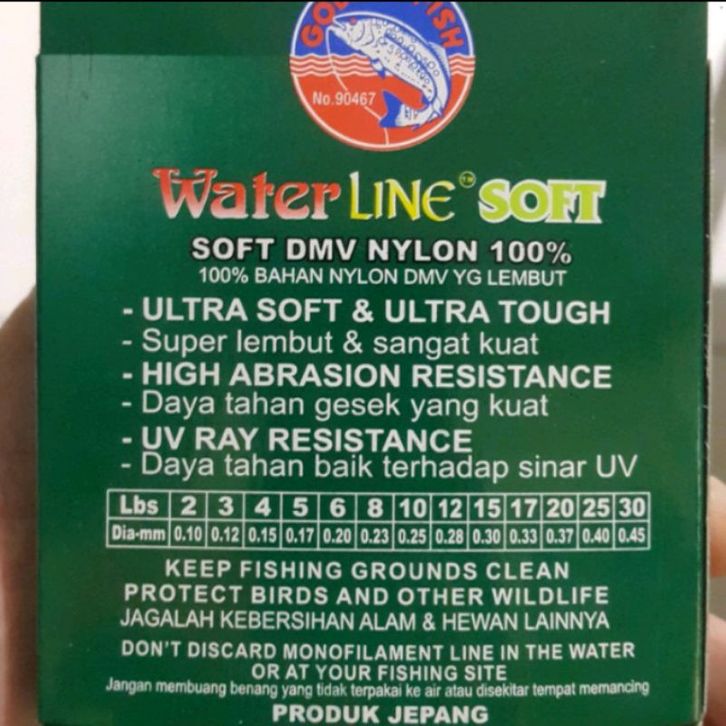 GOL FISH
No.90467
Water LINE™ SOFT
SOFT DMV NYLON 100%
100% BAHAN NYLON DMV YG LEMBUT
- ULTRA SOFT & ULTRA TOUGH
- Super lembut & sangat kuat
- HIGH ABRASION RESISTANCE
- Daya tahan gesek yang kuat
- UV RAY RESISTANCE
- Daya tahan baik terhadap sinar UV
Lbs 2 3 4 5 6 8 10 12 15 17 20 25 30
Dia-mm 0.10 0.12 0.15 0.17 0.20 0.23 0.25 0.28 0.30 0.33 0.37 0.40 0.45
KEEP FISHING GROUNDS CLEAN
PROTECT BIRDS AND OTHER WILDLIFE
JAGALAH KEBERSIHAN ALAM & HEWAN LAINNYA
DON'T DISCARD MONOFILAMENT LINE IN THE WATER
OR AT YOUR FISHING SITE
Jangan membuang benang yang tidak terpakai ke air atau disekitar tempat memancing
PRODUK JEPANG